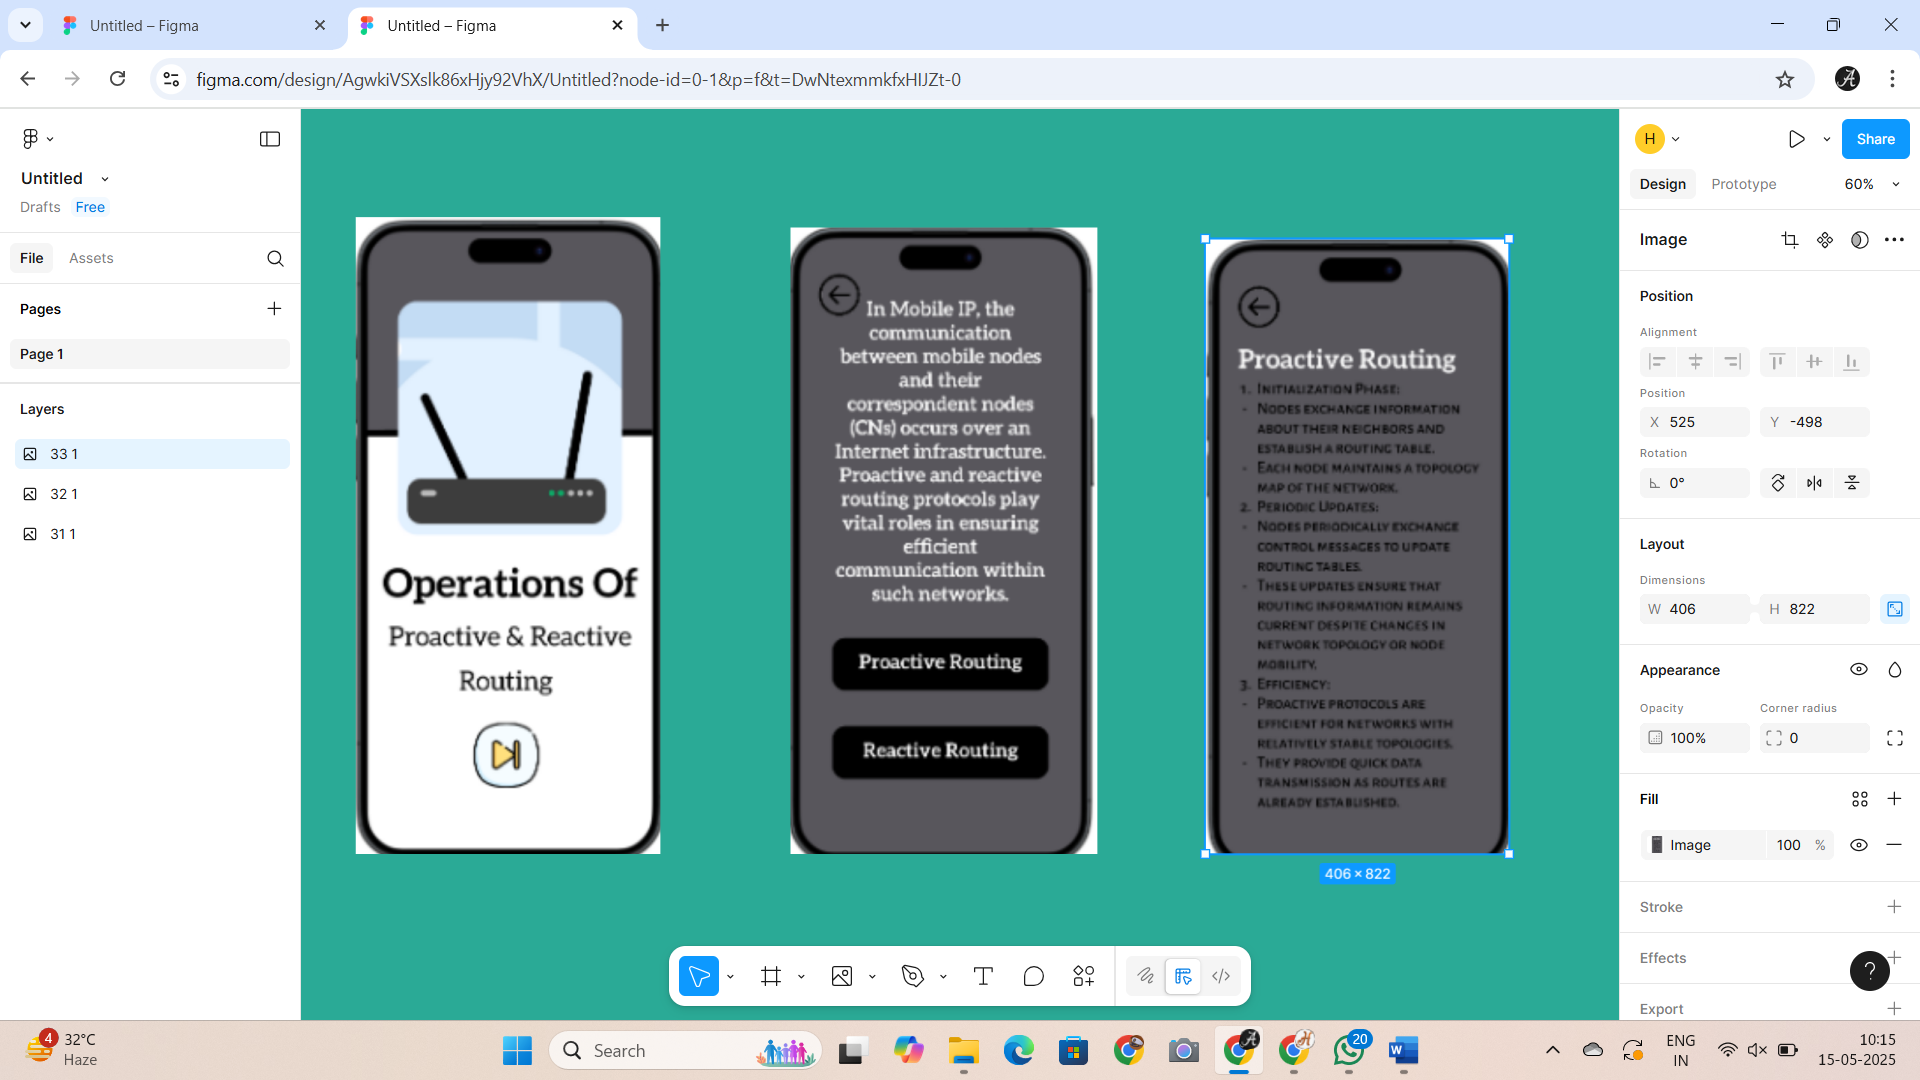 Untitled – Figma
Untitled – Figma
figma.com/design/AgwkiVSXslk86xHjy92VhX/Untitled?node-id=0-1&p=f&t=DwNtexmmkfxHIJZt-0
A
Untitled
Drafts Free
File Assets
Pages
Page 1
Layers
33 1
32 1
31 1
Operations Of
Proactive & Reactive
Routing
In Mobile IP, the
communication
between mobile nodes
and their
correspondent nodes
(CNs) occurs over an
Internet infrastructure.
Proactive and reactive
routing protocols play
vital roles in ensuring
efficient
communication within
such networks.
Proactive Routing
Reactive Routing
Proactive Routing
1. Initialization Phase:
- Nodes exchange information
about their neighbors and
establish a routing table.
- Each node maintains a topology
map of the network.
2. Periodic Updates:
- Nodes periodically exchange
control messages to update
routing tables.
- These updates ensure that
routing information remains
current despite changes in
network topology or node
mobility.
3. Efficiency:
- Proactive protocols are
efficient for networks with
relatively stable topologies.
- They provide quick data
transmission as routes are
already established.
406 × 822
H
Share
Design Prototype 60%
Image
Position
Alignment
Position
X 525 Y -498
Rotation
0°
Layout
Dimensions
W 406 H 822
Appearance
Opacity Corner radius
100% 0
Fill
Image 100 %
Stroke
Effects
Export
?
4
32°C
Haze
Search
20
ENG
IN
10:15
15-05-2025